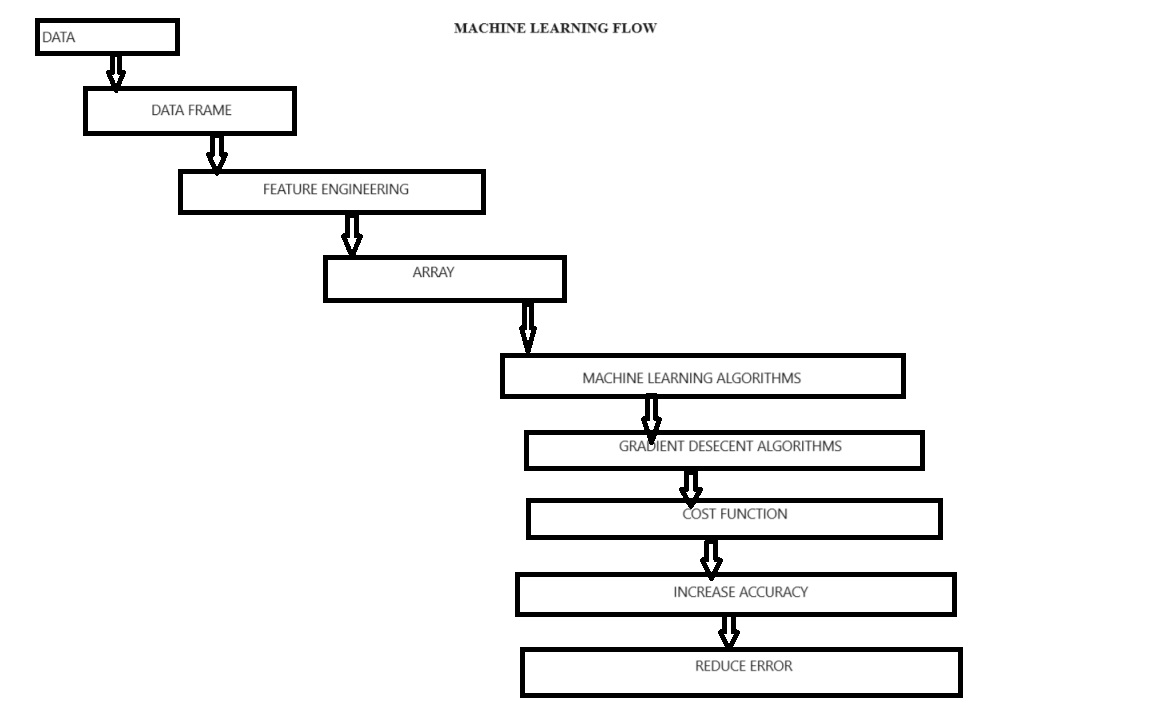 MACHINE LEARNING FLOW
DATA
DATA FRAME
FEATURE ENGINEERING
ARRAY
MACHINE LEARNING ALGORITHMS
GRADIENT DESECENT ALGORITHMS
COST FUNCTION
INCREASE ACCURACY
REDUCE ERROR